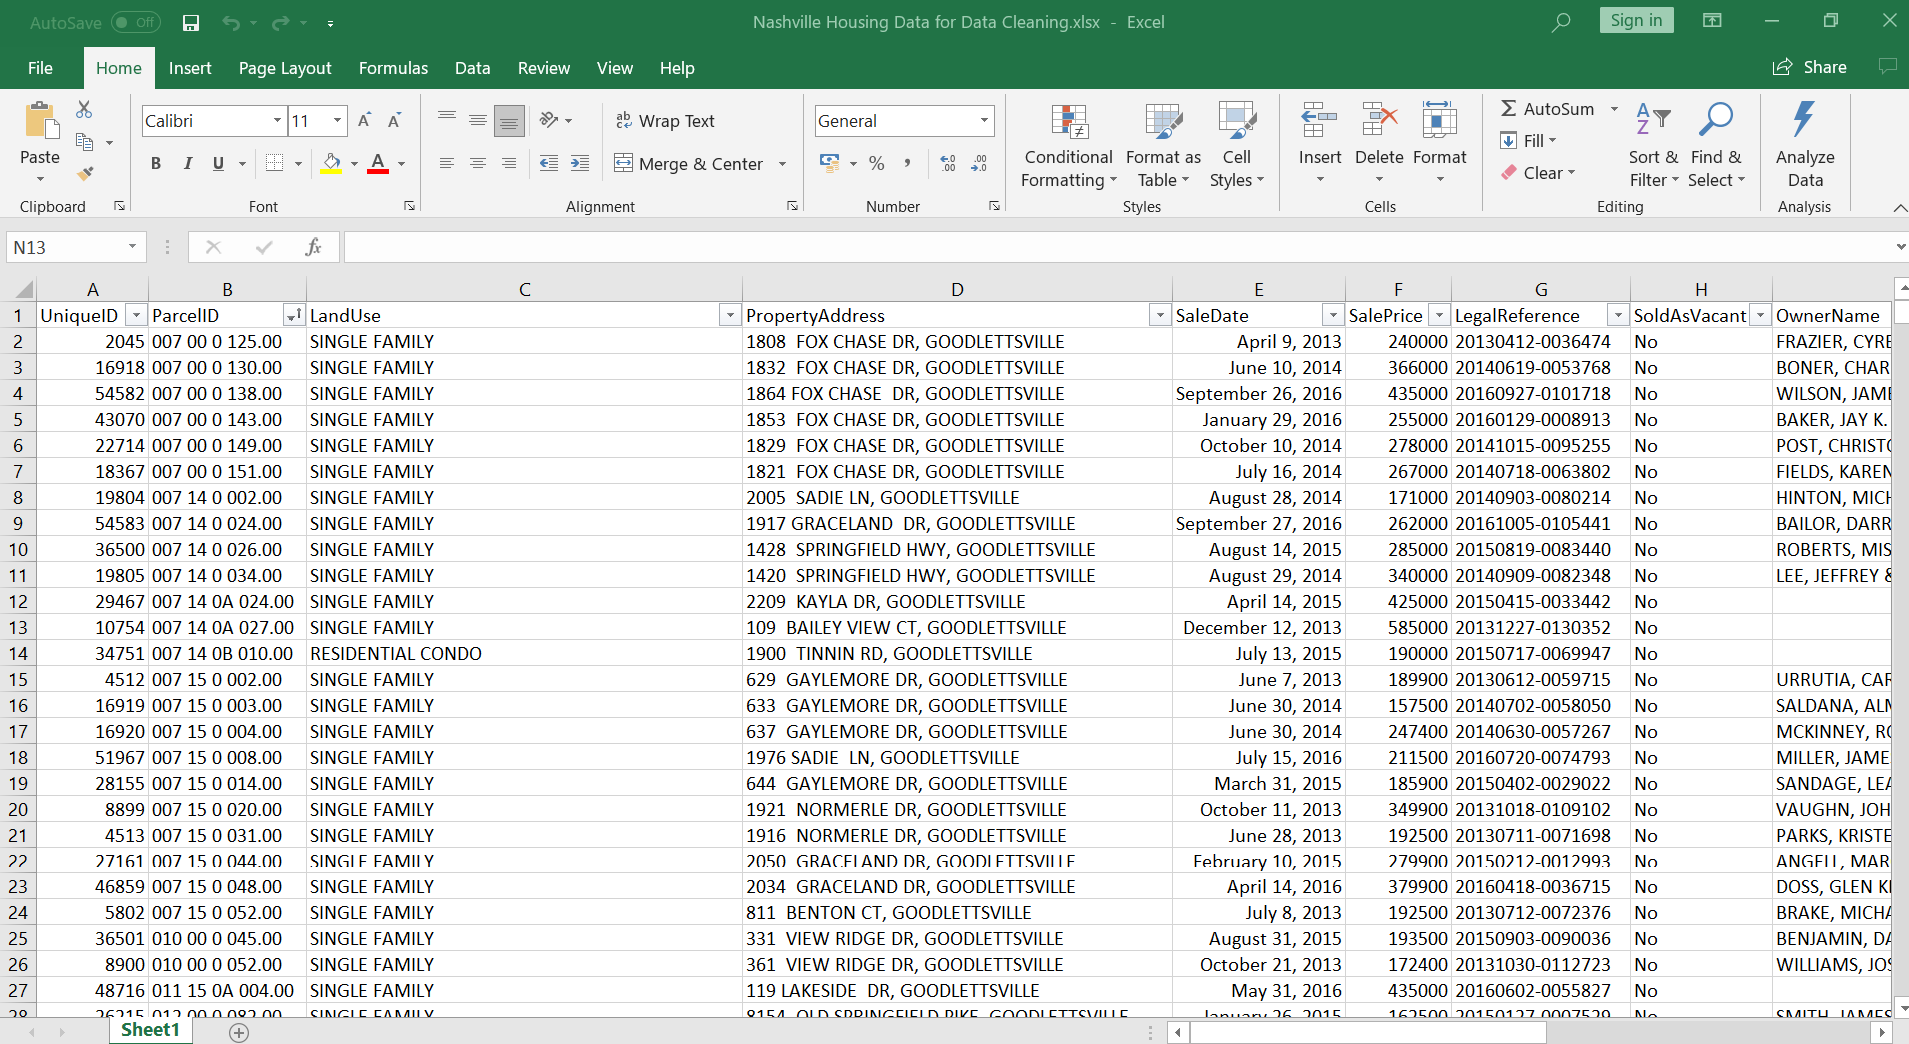 AutoSave Off Nashville Housing Data for Data Cleaning.xlsx - Excel Sign in
File Home Insert Page Layout Formulas Data Review View Help Share
Paste
Clipboard
Calibri 11
B I U A
Font
Wrap Text
Merge & Center
Alignment
General
% ,
Number
Conditional Formatting
Format as Table
Cell Styles
Styles
Insert Delete Format
Cells
AutoSum
Fill
Clear
Sort & Filter
Find & Select
Editing
Analyze Data
Analysis
N13 fx
A B C D E F G H
1 UniqueID ParcelID LandUse PropertyAddress SaleDate SalePrice LegalReference SoldAsVacant OwnerName
2 2045 007 00 0 125.00 SINGLE FAMILY 1808  FOX CHASE DR, GOODLETTSVILLE April 9, 2013 240000 20130412-0036474 No FRAZIER, CYRE
3 16918 007 00 0 130.00 SINGLE FAMILY 1832  FOX CHASE DR, GOODLETTSVILLE June 10, 2014 366000 20140619-0053768 No BONER, CHAR
4 54582 007 00 0 138.00 SINGLE FAMILY 1864 FOX CHASE  DR, GOODLETTSVILLE September 26, 2016 435000 20160927-0101718 No WILSON, JAME
5 43070 007 00 0 143.00 SINGLE FAMILY 1853  FOX CHASE DR, GOODLETTSVILLE January 29, 2016 255000 20160129-0008913 No BAKER, JAY K.
6 22714 007 00 0 149.00 SINGLE FAMILY 1829  FOX CHASE DR, GOODLETTSVILLE October 10, 2014 278000 20141015-0095255 No POST, CHRISTO
7 18367 007 00 0 151.00 SINGLE FAMILY 1821  FOX CHASE DR, GOODLETTSVILLE July 16, 2014 267000 20140718-0063802 No FIELDS, KAREN
8 19804 007 14 0 002.00 SINGLE FAMILY 2005  SADIE LN, GOODLETTSVILLE August 28, 2014 171000 20140903-0080214 No HINTON, MICH
9 54583 007 14 0 024.00 SINGLE FAMILY 1917 GRACELAND  DR, GOODLETTSVILLE September 27, 2016 262000 20161005-0105441 No BAILOR, DARR
10 36500 007 14 0 026.00 SINGLE FAMILY 1428  SPRINGFIELD HWY, GOODLETTSVILLE August 14, 2015 285000 20150819-0083440 No ROBERTS, MIS
11 19805 007 14 0 034.00 SINGLE FAMILY 1420  SPRINGFIELD HWY, GOODLETTSVILLE August 29, 2014 340000 20140909-0082348 No LEE, JEFFREY &
12 29467 007 14 0A 024.00 SINGLE FAMILY 2209  KAYLA DR, GOODLETTSVILLE April 14, 2015 425000 20150415-0033442 No
13 10754 007 14 0A 027.00 SINGLE FAMILY 109  BAILEY VIEW CT, GOODLETTSVILLE December 12, 2013 585000 20131227-0130352 No
14 34751 007 14 0B 010.00 RESIDENTIAL CONDO 1900  TINNIN RD, GOODLETTSVILLE July 13, 2015 190000 20150717-0069947 No
15 4512 007 15 0 002.00 SINGLE FAMILY 629  GAYLEMORE DR, GOODLETTSVILLE June 7, 2013 189900 20130612-0059715 No URRUTIA, CAR
16 16919 007 15 0 003.00 SINGLE FAMILY 633  GAYLEMORE DR, GOODLETTSVILLE June 30, 2014 157500 20140702-0058050 No SALDANA, ALM
17 16920 007 15 0 004.00 SINGLE FAMILY 637  GAYLEMORE DR, GOODLETTSVILLE June 30, 2014 247400 20140630-0057267 No MCKINNEY, RO
18 51967 007 15 0 008.00 SINGLE FAMILY 1976 SADIE  LN, GOODLETTSVILLE July 15, 2016 211500 20160720-0074793 No MILLER, JAME
19 28155 007 15 0 014.00 SINGLE FAMILY 644  GAYLEMORE DR, GOODLETTSVILLE March 31, 2015 185900 20150402-0029022 No SANDAGE, LEA
20 8899 007 15 0 020.00 SINGLE FAMILY 1921  NORMERLE DR, GOODLETTSVILLE October 11, 2013 349900 20131018-0109102 No VAUGHN, JOH
21 4513 007 15 0 031.00 SINGLE FAMILY 1916  NORMERLE DR, GOODLETTSVILLE June 28, 2013 192500 20130711-0071698 No PARKS, KRISTE
22 27161 007 15 0 044.00 SINGLE FAMILY 2050  GRACELAND DR, GOODLETTSVILLE February 10, 2015 279900 20150212-0012993 No ANGELL, MAR
23 46859 007 15 0 048.00 SINGLE FAMILY 2034  GRACELAND DR, GOODLETTSVILLE April 14, 2016 379900 20160418-0036715 No DOSS, GLEN KI
24 5802 007 15 0 052.00 SINGLE FAMILY 811  BENTON CT, GOODLETTSVILLE July 8, 2013 192500 20130712-0072376 No BRAKE, MICHA
25 36501 010 00 0 045.00 SINGLE FAMILY 331  VIEW RIDGE DR, GOODLETTSVILLE August 31, 2015 193500 20150903-0090036 No BENJAMIN, DA
26 8900 010 00 0 052.00 SINGLE FAMILY 361  VIEW RIDGE DR, GOODLETTSVILLE October 21, 2013 172400 20131030-0112723 No WILLIAMS, JOS
27 48716 011 15 0A 004.00 SINGLE FAMILY 119 LAKESIDE  DR, GOODLETTSVILLE May 31, 2016 435000 20160602-0055827 No
28 26215 012 00 0 082.00 SINGLE FAMILY 8154  OLD SPRINGFIELD PIKE, GOODLETTSVILLE January 26, 2015 162500 20150127-0007529 No SMITH, JAMES
Sheet1